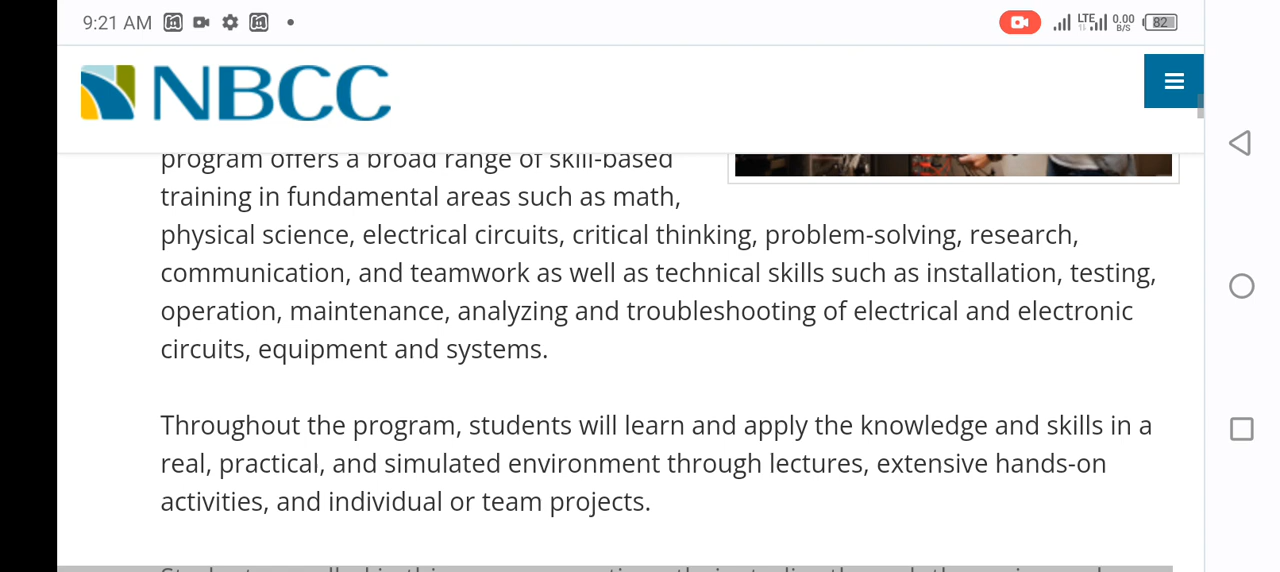 9:21 AM
LTE 0.00 B/S 82
NBCC
program offers a broad range of skill-based
training in fundamental areas such as math,
physical science, electrical circuits, critical thinking, problem-solving, research,
communication, and teamwork as well as technical skills such as installation, testing,
operation, maintenance, analyzing and troubleshooting of electrical and electronic
circuits, equipment and systems.
Throughout the program, students will learn and apply the knowledge and skills in a
real, practical, and simulated environment through lectures, extensive hands-on
activities, and individual or team projects.